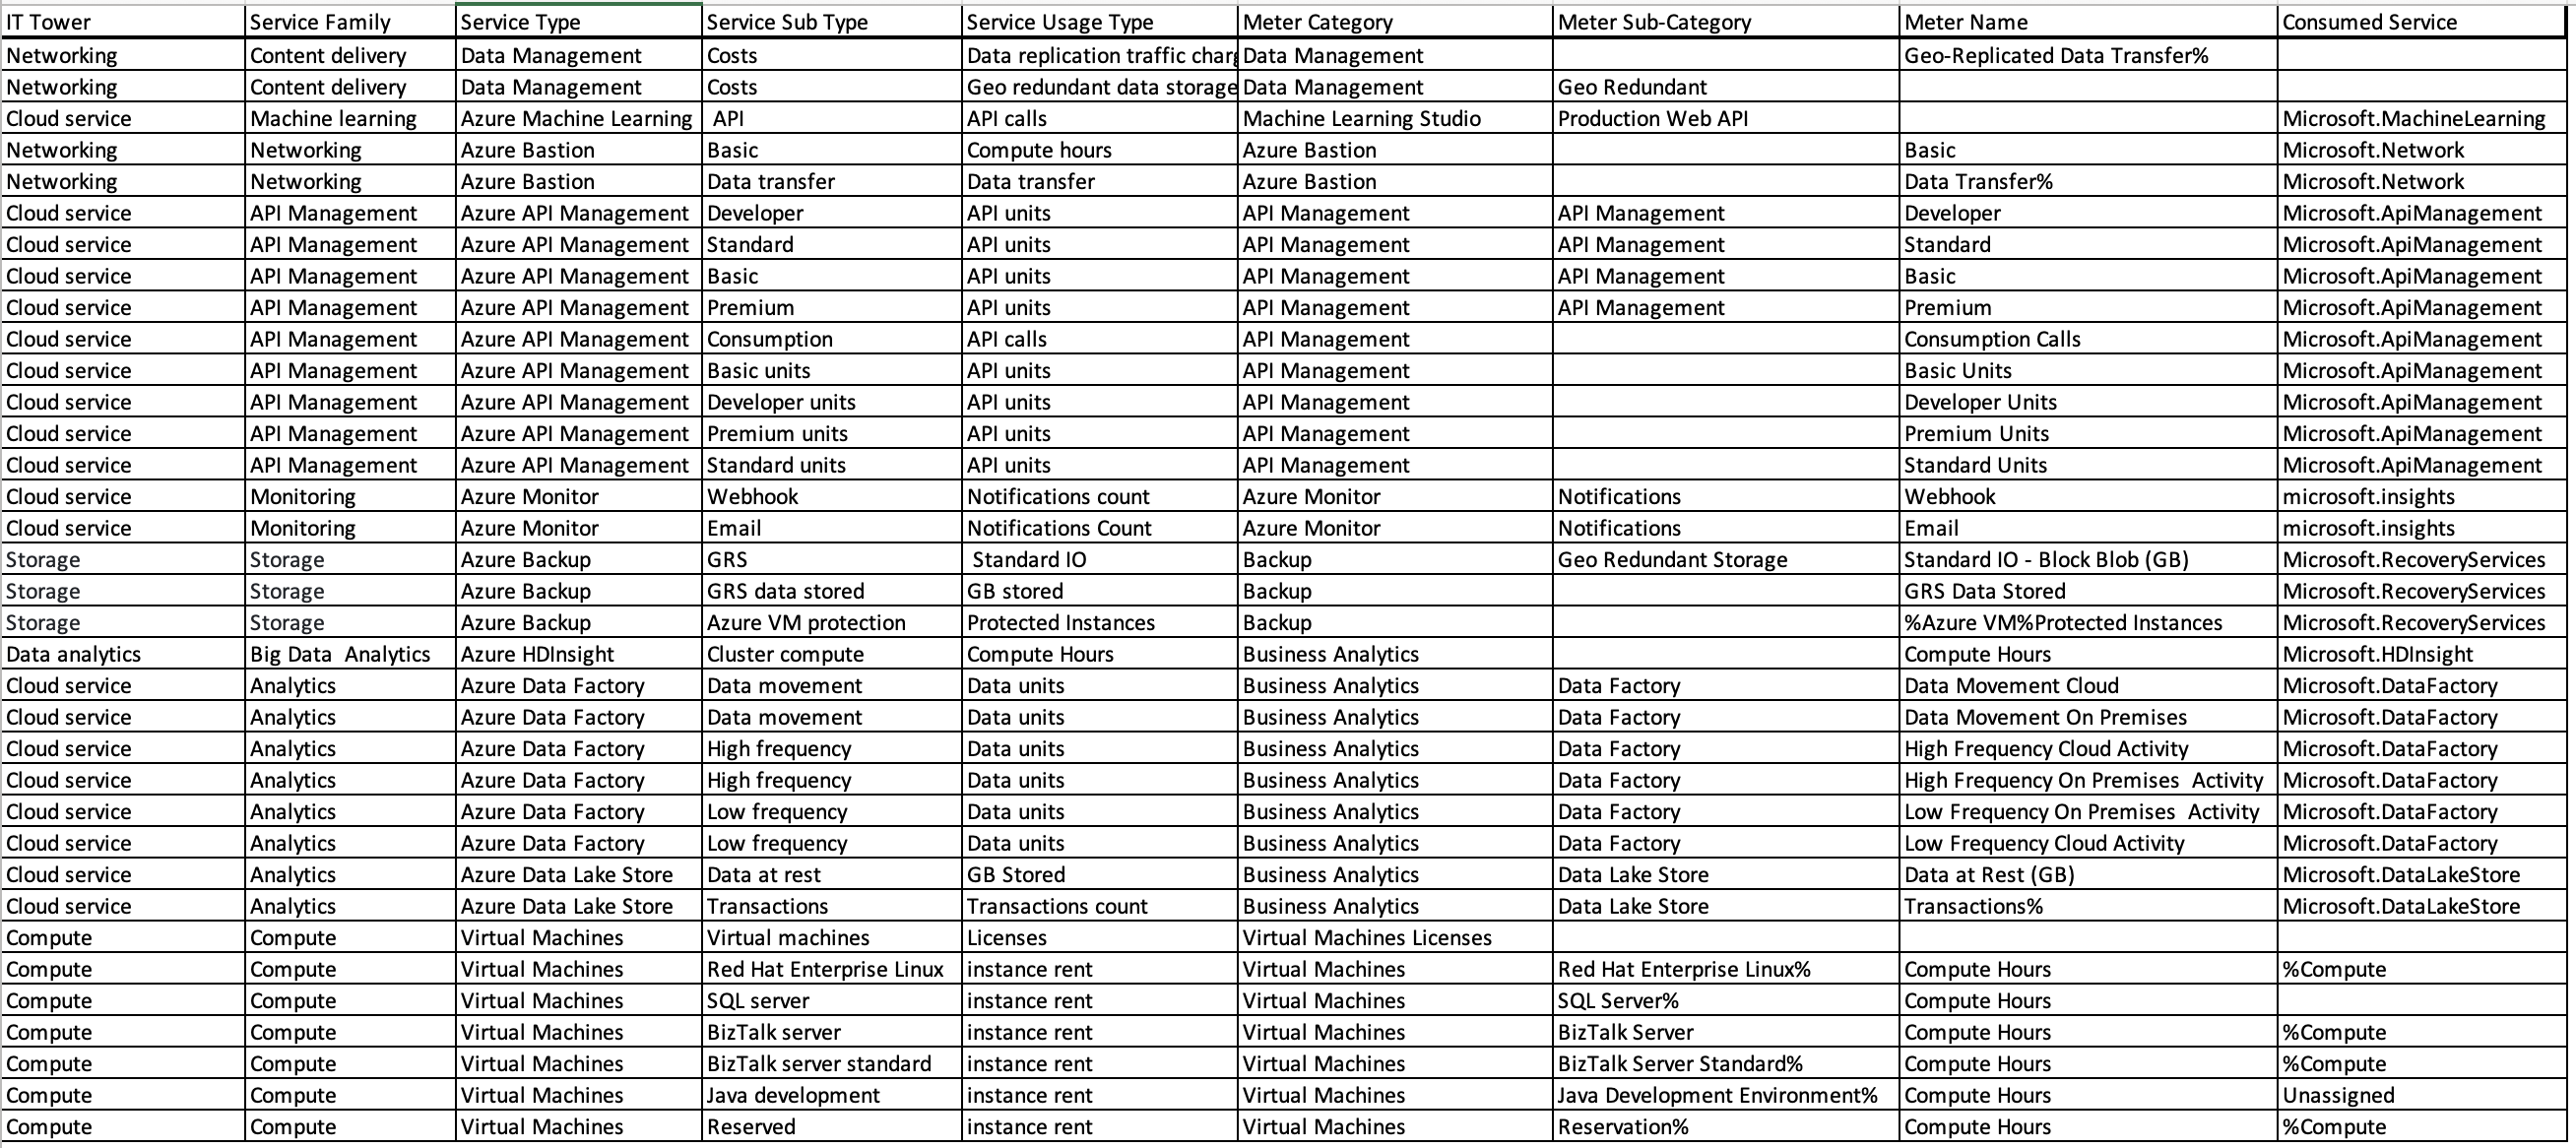 IT Tower Service Family Service Type Service Sub Type Service Usage Type Meter Category Meter Sub-Category Meter Name Consumed Service
Networking Content delivery Data Management Costs Data replication traffic char Data Management Geo-Replicated Data Transfer%
Networking Content delivery Data Management Costs Geo redundant data storage Data Management Geo Redundant
Cloud service Machine learning Azure Machine Learning API API calls Machine Learning Studio Production Web API Microsoft.MachineLearning
Networking Networking Azure Bastion Basic Compute hours Azure Bastion Basic Microsoft.Network
Networking Networking Azure Bastion Data transfer Data transfer Azure Bastion Data Transfer% Microsoft.Network
Cloud service API Management Azure API Management Developer API units API Management API Management Developer Microsoft.ApiManagement
Cloud service API Management Azure API Management Standard API units API Management API Management Standard Microsoft.ApiManagement
Cloud service API Management Azure API Management Basic API units API Management API Management Basic Microsoft.ApiManagement
Cloud service API Management Azure API Management Premium API units API Management API Management Premium Microsoft.ApiManagement
Cloud service API Management Azure API Management Consumption API calls API Management Consumption Calls Microsoft.ApiManagement
Cloud service API Management Azure API Management Basic units API units API Management Basic Units Microsoft.ApiManagement
Cloud service API Management Azure API Management Developer units API units API Management Developer Units Microsoft.ApiManagement
Cloud service API Management Azure API Management Premium units API units API Management Premium Units Microsoft.ApiManagement
Cloud service API Management Azure API Management Standard units API units API Management Standard Units Microsoft.ApiManagement
Cloud service Monitoring Azure Monitor Webhook Notifications count Azure Monitor Notifications Webhook microsoft.insights
Cloud service Monitoring Azure Monitor Email Notifications Count Azure Monitor Notifications Email microsoft.insights
Storage Storage Azure Backup GRS Standard IO Backup Geo Redundant Storage Standard IO - Block Blob (GB) Microsoft.RecoveryServices
Storage Storage Azure Backup GRS data stored GB stored Backup GRS Data Stored Microsoft.RecoveryServices
Storage Storage Azure Backup Azure VM protection Protected Instances Backup %Azure VM%Protected Instances Microsoft.RecoveryServices
Data analytics Big Data Analytics Azure HDInsight Cluster compute Compute Hours Business Analytics Compute Hours Microsoft.HDInsight
Cloud service Analytics Azure Data Factory Data movement Data units Business Analytics Data Factory Data Movement Cloud Microsoft.DataFactory
Cloud service Analytics Azure Data Factory Data movement Data units Business Analytics Data Factory Data Movement On Premises Microsoft.DataFactory
Cloud service Analytics Azure Data Factory High frequency Data units Business Analytics Data Factory High Frequency Cloud Activity Microsoft.DataFactory
Cloud service Analytics Azure Data Factory High frequency Data units Business Analytics Data Factory High Frequency On Premises Activity Microsoft.DataFactory
Cloud service Analytics Azure Data Factory Low frequency Data units Business Analytics Data Factory Low Frequency On Premises Activity Microsoft.DataFactory
Cloud service Analytics Azure Data Factory Low frequency Data units Business Analytics Data Factory Low Frequency Cloud Activity Microsoft.DataFactory
Cloud service Analytics Azure Data Lake Store Data at rest GB Stored Business Analytics Data Lake Store Data at Rest (GB) Microsoft.DataLakeStore
Cloud service Analytics Azure Data Lake Store Transactions Transactions count Business Analytics Data Lake Store Transactions% Microsoft.DataLakeStore
Compute Compute Virtual Machines Virtual machines Licenses Virtual Machines Licenses
Compute Compute Virtual Machines Red Hat Enterprise Linux instance rent Virtual Machines Red Hat Enterprise Linux% Compute Hours %Compute
Compute Compute Virtual Machines SQL server instance rent Virtual Machines SQL Server% Compute Hours
Compute Compute Virtual Machines BizTalk server instance rent Virtual Machines BizTalk Server Compute Hours %Compute
Compute Compute Virtual Machines BizTalk server standard instance rent Virtual Machines BizTalk Server Standard% Compute Hours %Compute
Compute Compute Virtual Machines Java development instance rent Virtual Machines Java Development Environment% Compute Hours Unassigned
Compute Compute Virtual Machines Reserved instance rent Virtual Machines Reservation% Compute Hours %Compute